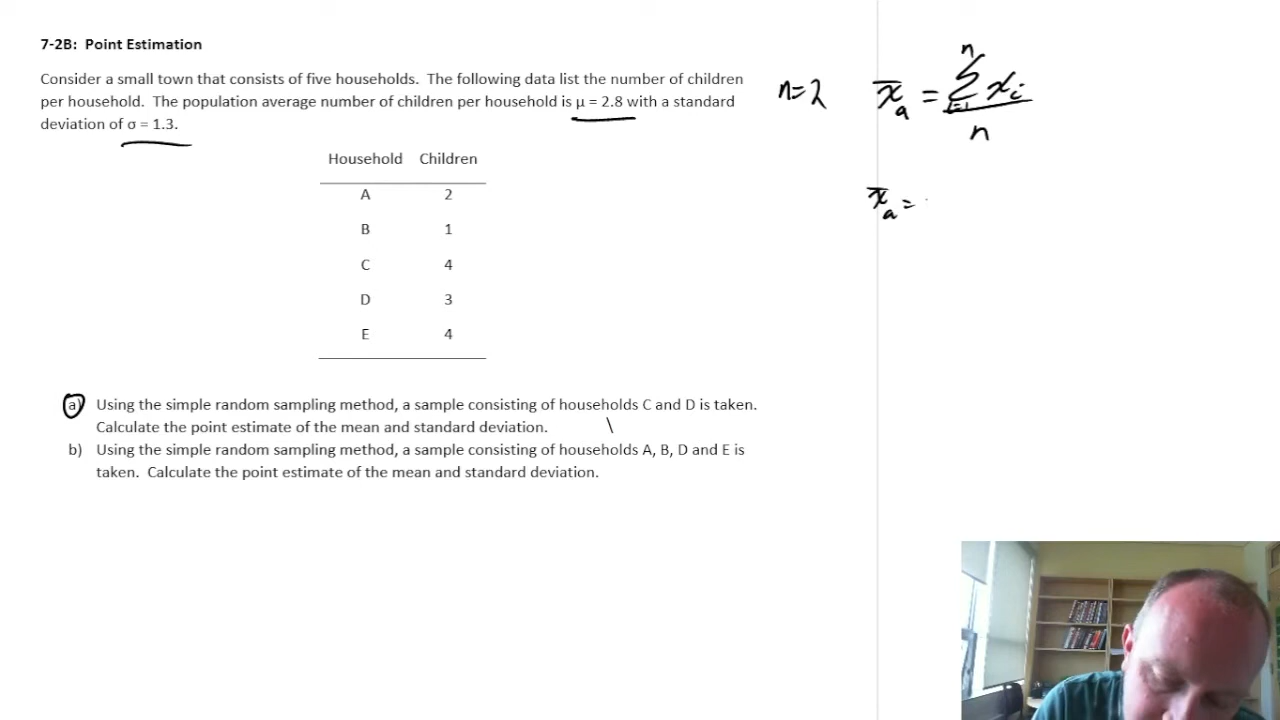 7-2B: Point Estimation
Consider a small town that consists of five households. The following data list the number of children
per household. The population average number of children per household is μ = 2.8 with a standard
deviation of σ = 1.3.
Household Children
A 2
B 1
C 4
D 3
E 4
a) Using the simple random sampling method, a sample consisting of households C and D is taken.
Calculate the point estimate of the mean and standard deviation.
b) Using the simple random sampling method, a sample consisting of households A, B, D and E is
taken. Calculate the point estimate of the mean and standard deviation.
n=2
x̄ₐ = Σⁿᵢ₌₁ xᵢ / n
x̄ₐ =